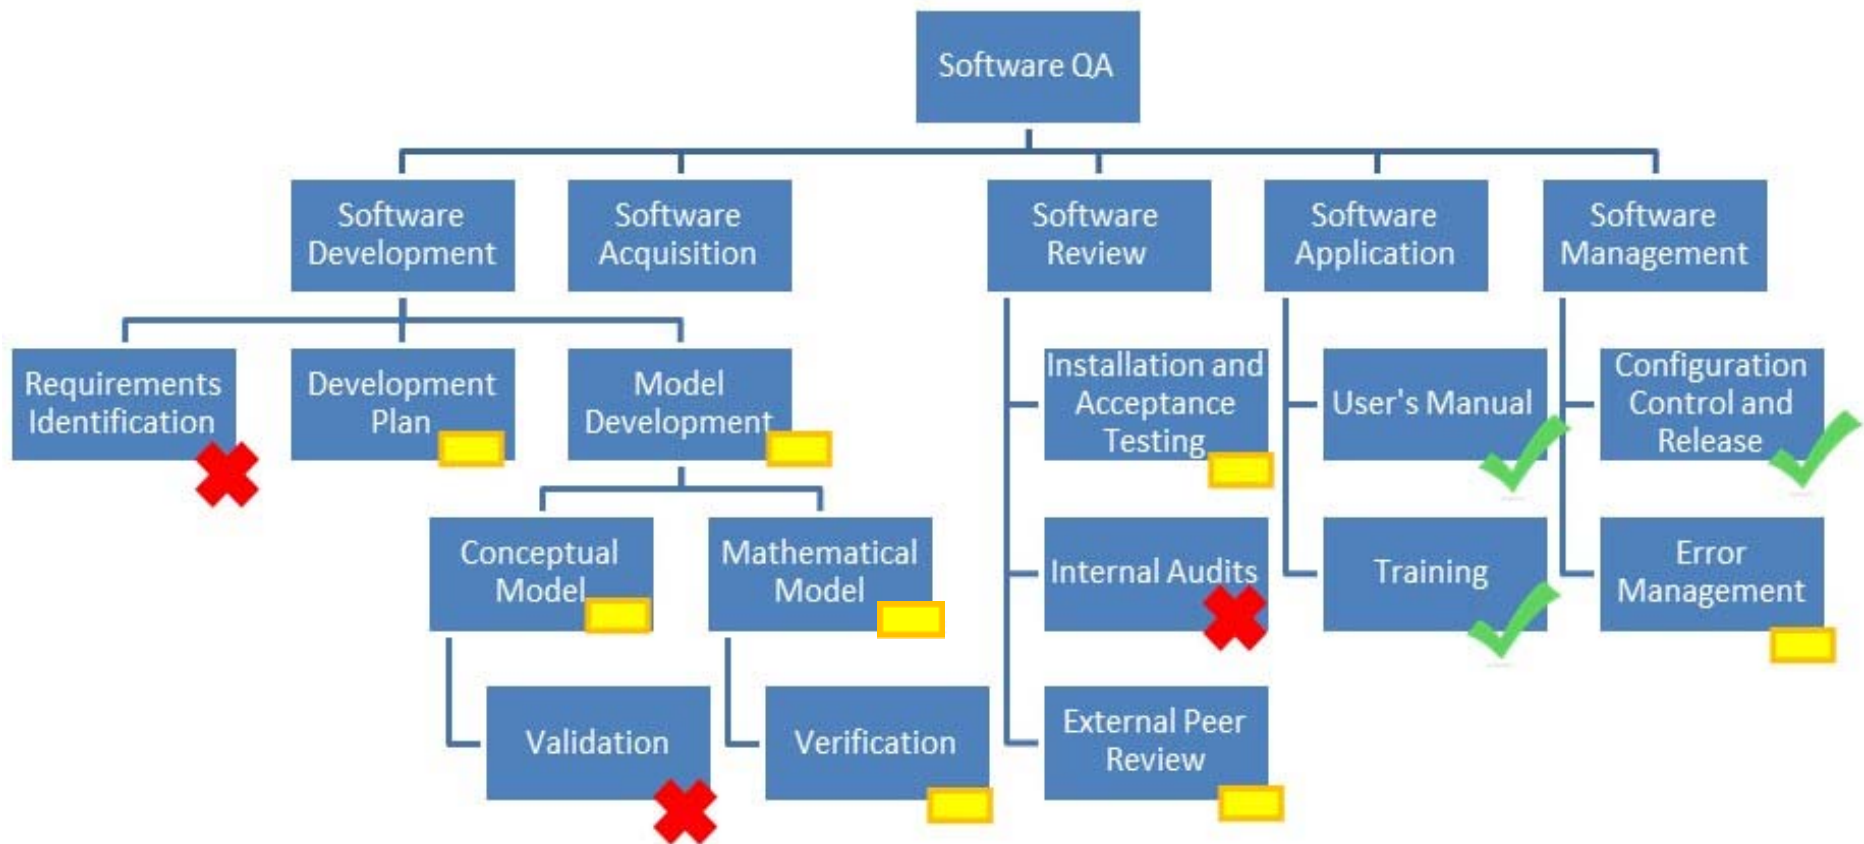 Software QA
Software
Development
Software
Acquisition
Software
Review
Software
Application
Software
Management
Requirements
Identification
Development
Plan
Model
Development
Installation and
Acceptance
Testing
User's Manual
Configuration
Control and
Release
Conceptual
Model
Mathematical
Model
Internal Audits
Training
Error
Management
Validation
Verification
External Peer
Review